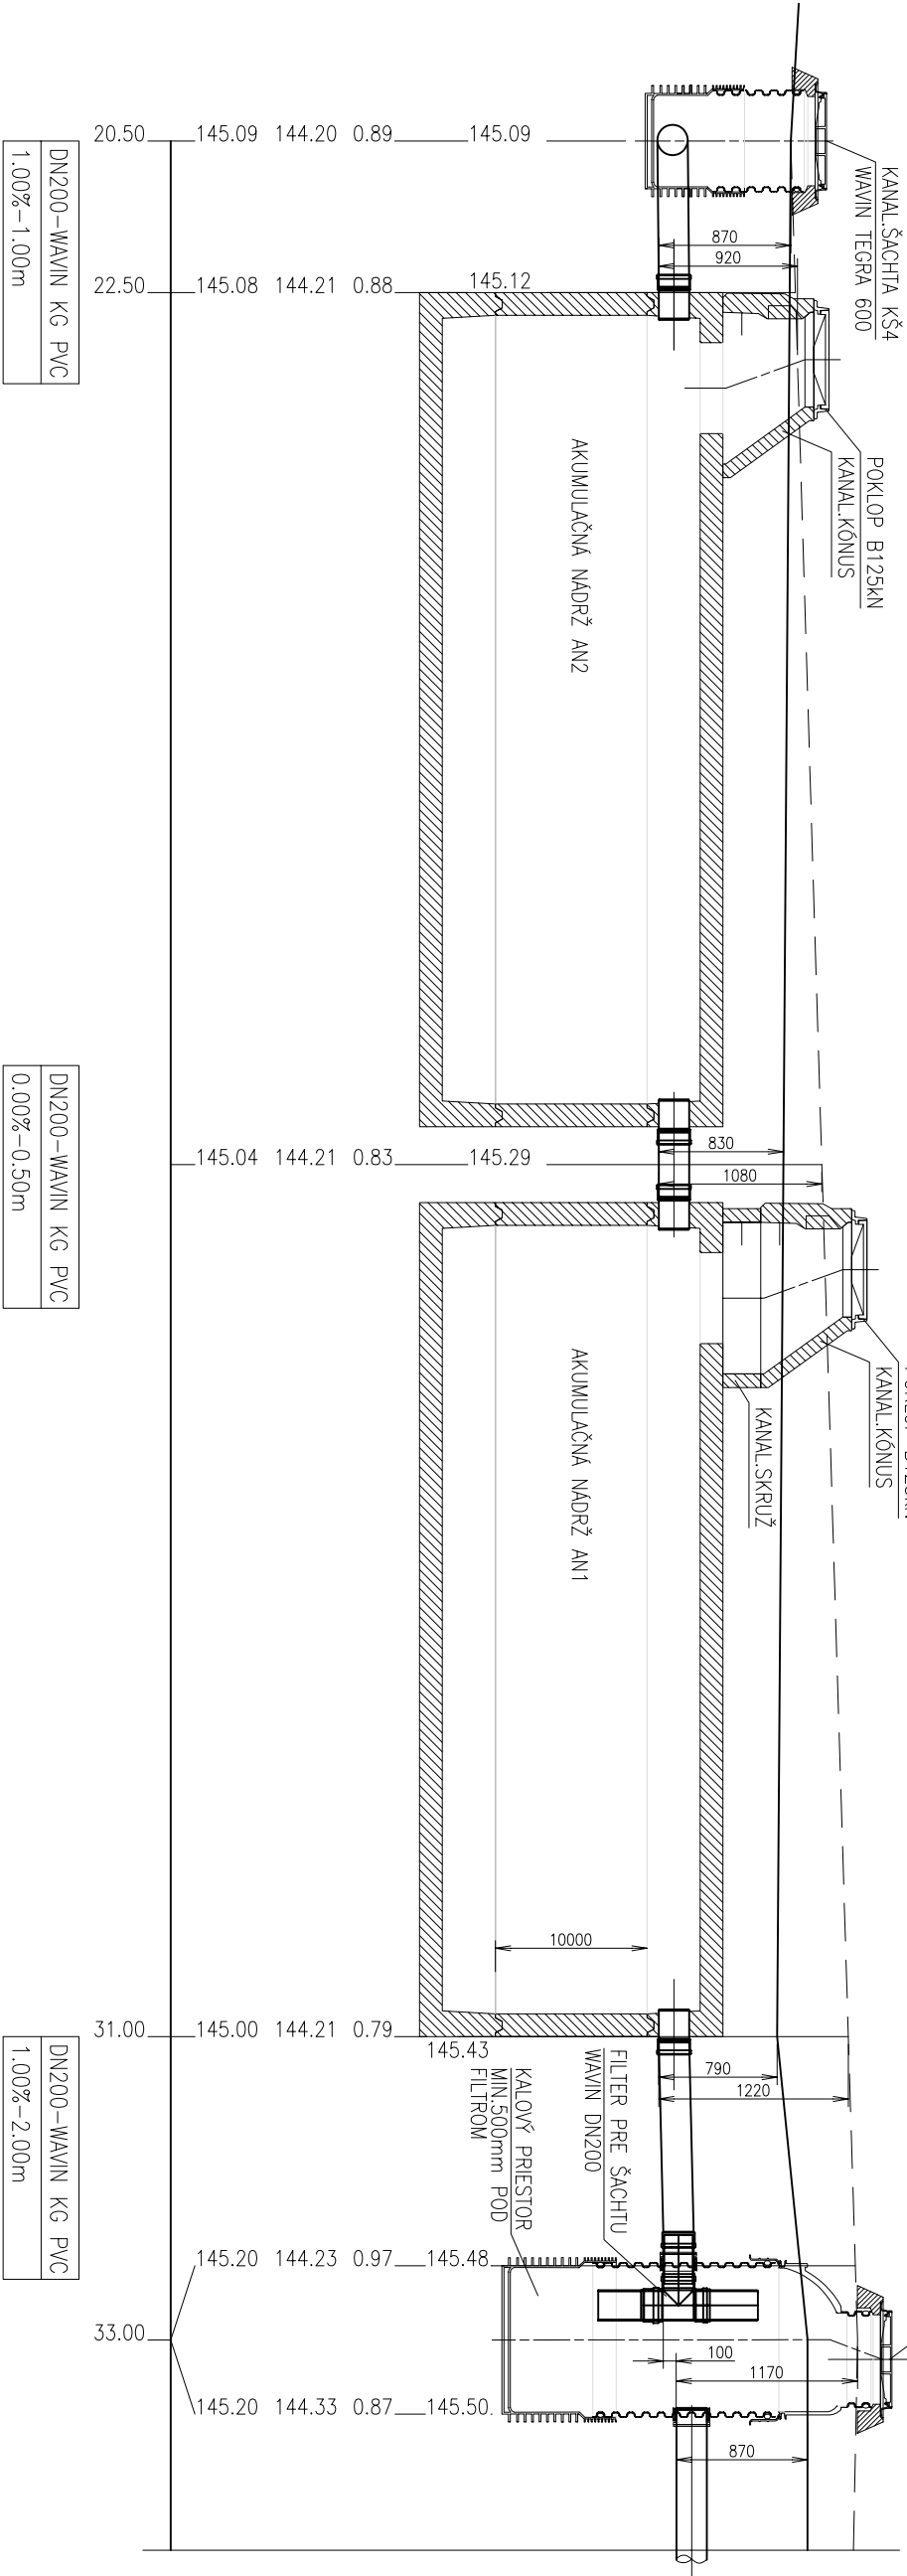 KANAL.ŠACHTA KŠ4
WAVIN TEGRA 600
20.50
145.09 144.20 0.89
145.09
DN200-WAVIN KG PVC
1.00%-1.00m
870
920
22.50
145.08 144.21 0.88
145.12
POKLOP B125kN
KANAL.KÓNUS
AKUMULAČNÁ NÁDRŽ AN2
DN200-WAVIN KG PVC
0.00%-0.50m
145.04 144.21 0.83
145.29
830
1080
KANAL.KÓNUS
KANAL.SKRUŽ
AKUMULAČNÁ NÁDRŽ AN1
10000
31.00
145.00 144.21 0.79
145.43
DN200-WAVIN KG PVC
1.00%-2.00m
790
1220
FILTER PRE ŠACHTU
WAVIN DN200
KALOVÝ PRIESTOR
MIN.500mm POD
FILTROM
145.20 144.23 0.97
145.48
33.00
100
1170
145.20 144.33 0.87
145.50
870